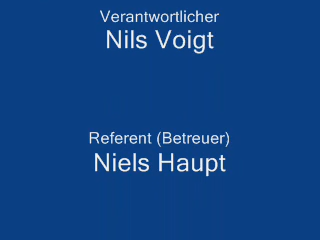 Verantwortlicher
Nils Voigt
Referent (Betreuer)
Niels Haupt